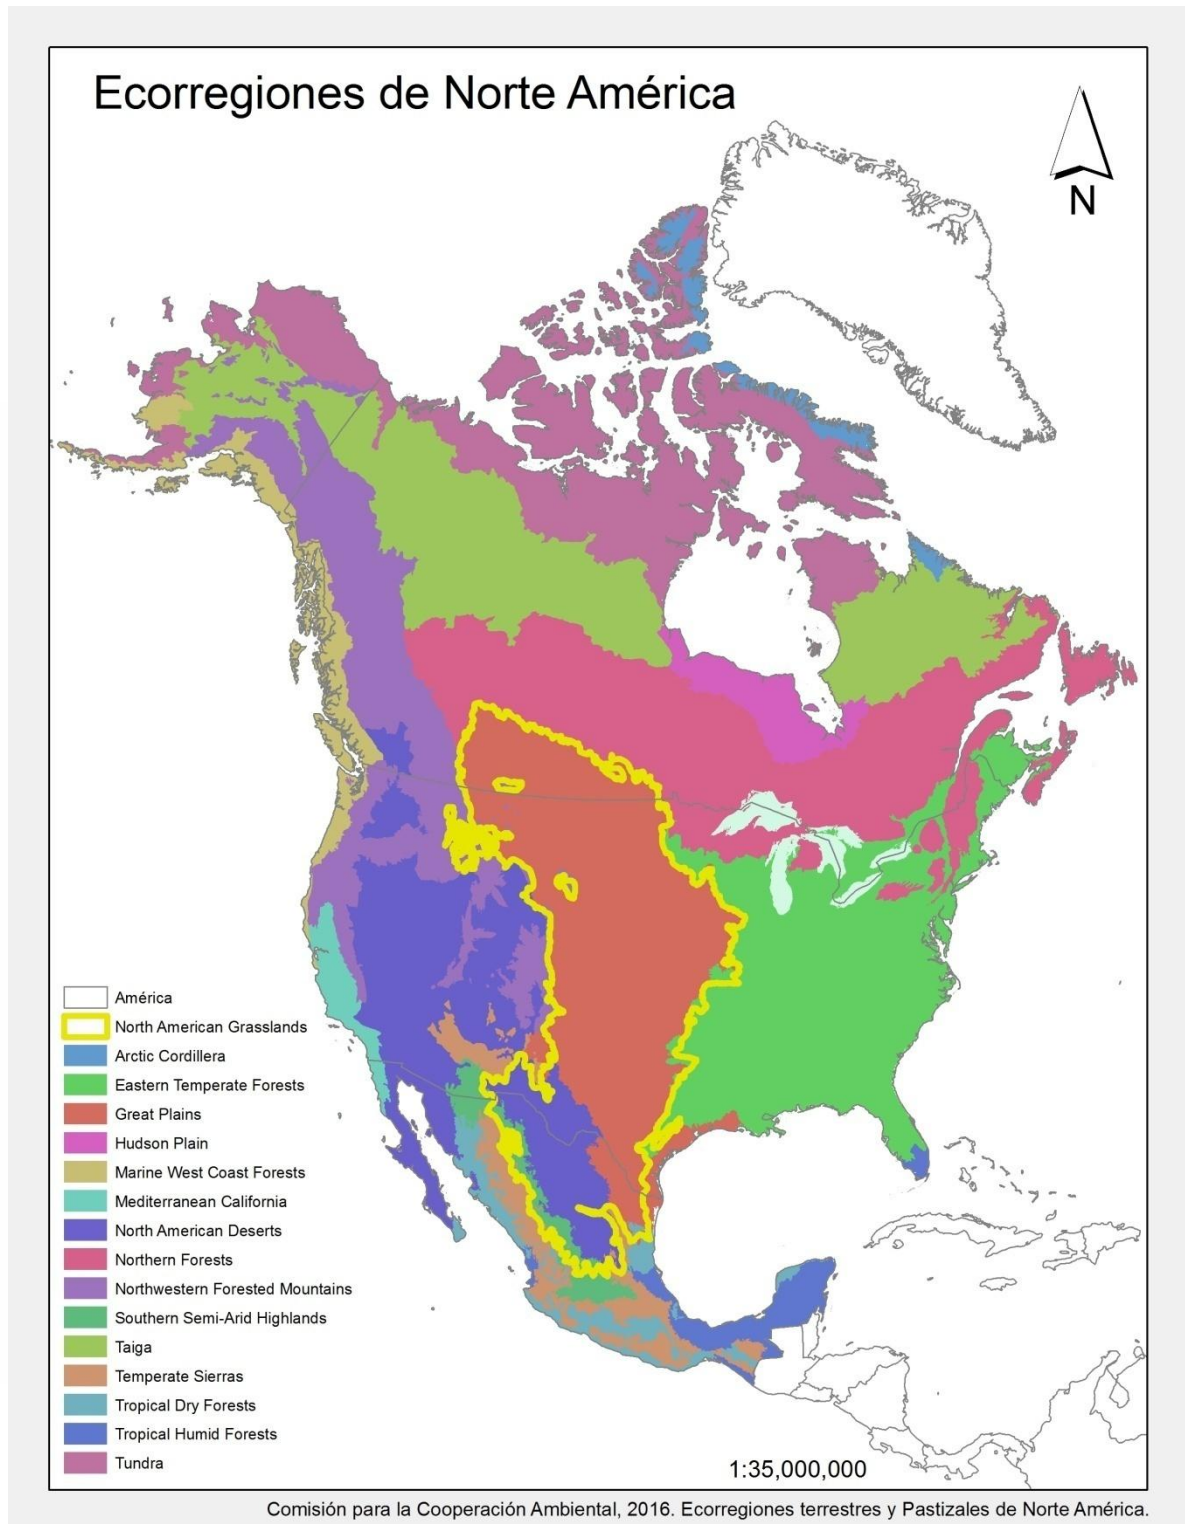 Ecorregiones de Norte América
N
América
North American Grasslands
Arctic Cordillera
Eastern Temperate Forests
Great Plains
Hudson Plain
Marine West Coast Forests
Mediterranean California
North American Deserts
Northern Forests
Northwestern Forested Mountains
Southern Semi-Arid Highlands
Taiga
Temperate Sierras
Tropical Dry Forests
Tropical Humid Forests
Tundra
1:35,000,000
Comisión para la Cooperación Ambiental, 2016. Ecorregiones terrestres y Pastizales de Norte América.